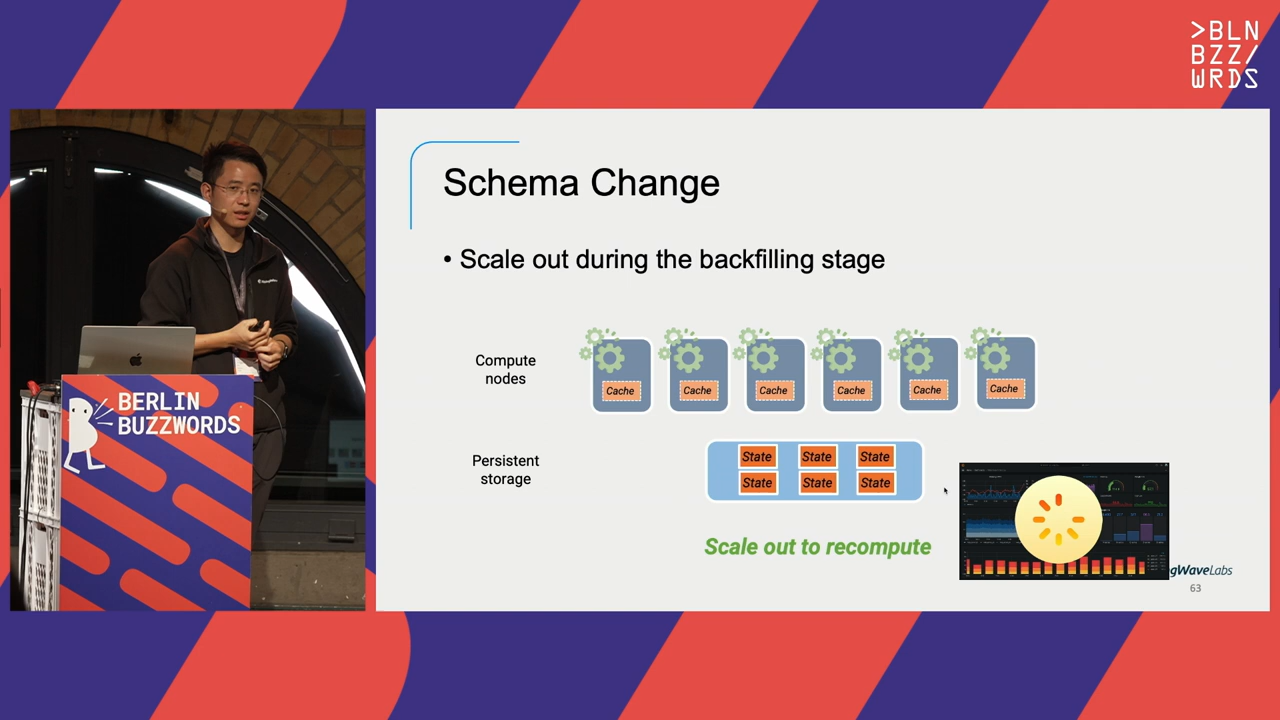 >BLN
BZZ/
WRDS
BERLIN
BUZZWORDS
Schema Change
• Scale out during the backfilling stage
Compute
nodes
Cache Cache Cache Cache Cache Cache
Persistent
storage
State State State
State State State
Scale out to recompute
gWaveLabs
63